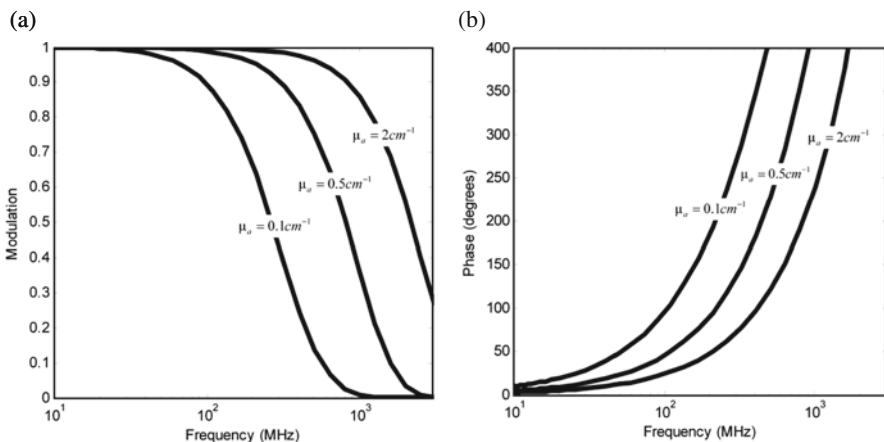 (a)
1
0.9
0.8
0.7
0.6
0.5
0.4
0.3
0.2
0.1
0
Modulation
μa = 2cm⁻¹
μa = 0.5cm⁻¹
μa = 0.1cm⁻¹
10¹
10²
10³
Frequency (MHz)
(b)
400
350
300
250
200
150
100
50
0
Phase (degrees)
μa = 2cm⁻¹
μa = 0.5cm⁻¹
μa = 0.1cm⁻¹
10¹
10²
10³
Frequency (MHz)